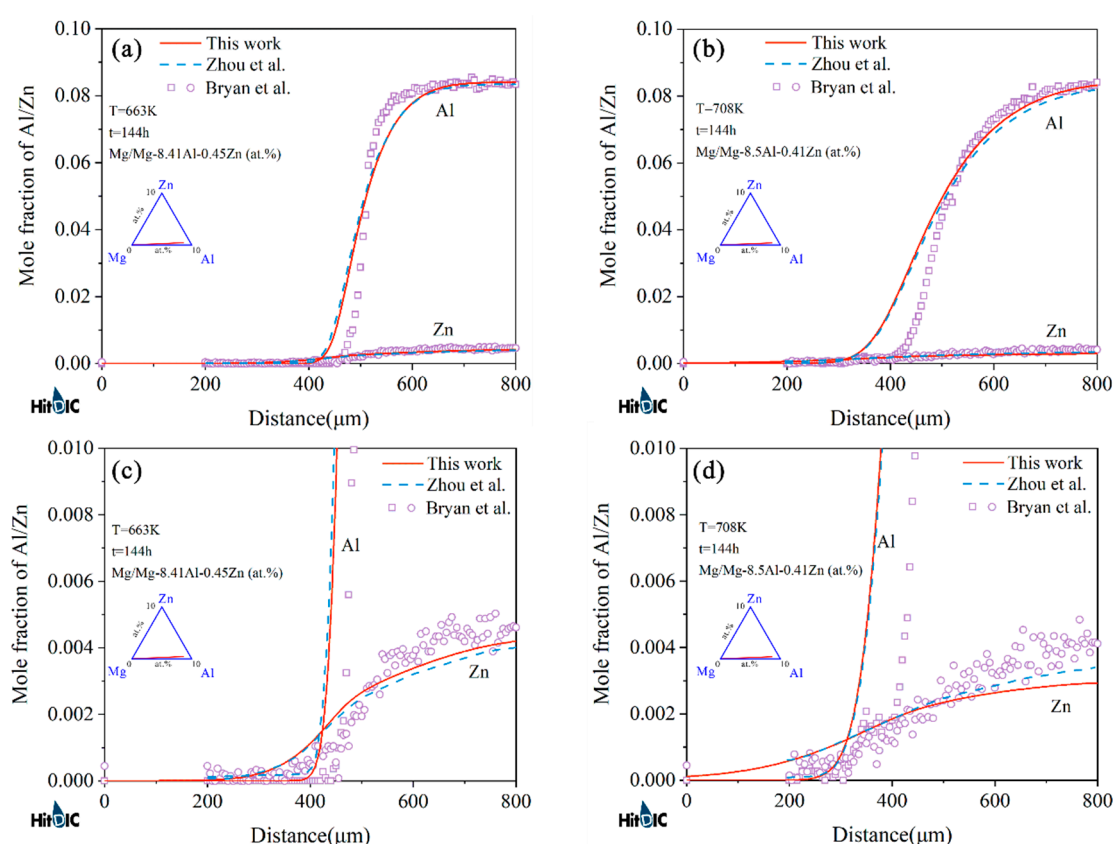 (a)
This work
Zhou et al.
Bryan et al.
Al
T=663K
t=144h
Mg/Mg-8.41Al-0.45Zn (at.%)
Zn
10
at.%
0
at.%
10
Mg
Al
Zn
Mole fraction of Al/Zn
0.10
0.08
0.06
0.04
0.02
0.00
0
200
400
600
800
Distance(μm)
HitDIC
(b)
This work
Zhou et al.
Bryan et al.
Al
T−708K
t=144h
Mg/Mg-8.5Al-0.41Zn (at.%)
Zn
10
at.%
0
at.%
10
Mg
Al
Zn
Mole fraction of Al/Zn
0.10
0.08
0.06
0.04
0.02
0.00
0
200
400
600
800
Distance(μm)
HitDIC
(c)
This work
Zhou et al.
Bryan et al.
T=663K
Al
t=144h
Mg/Mg-8.41Al-0.45Zn (at.%)
Zn
10
at.%
0
at.%
10
Mg
Al
Zn
Mole fraction of Al/Zn
0.010
0.008
0.006
0.004
0.002
0.000
0
200
400
600
800
Distance(μm)
HitDIC
(d)
This work
Zhou et al.
Bryan et al.
T=708K
Al
t=144h
Mg/Mg-8.5Al-0.41Zn (at.%)
Zn
10
at.%
0
at.%
10
Mg
Al
Zn
Mole fraction of Al/Zn
0.010
0.008
0.006
0.004
0.002
0.000
0
200
400
600
800
Distance(μm)
HitDIC